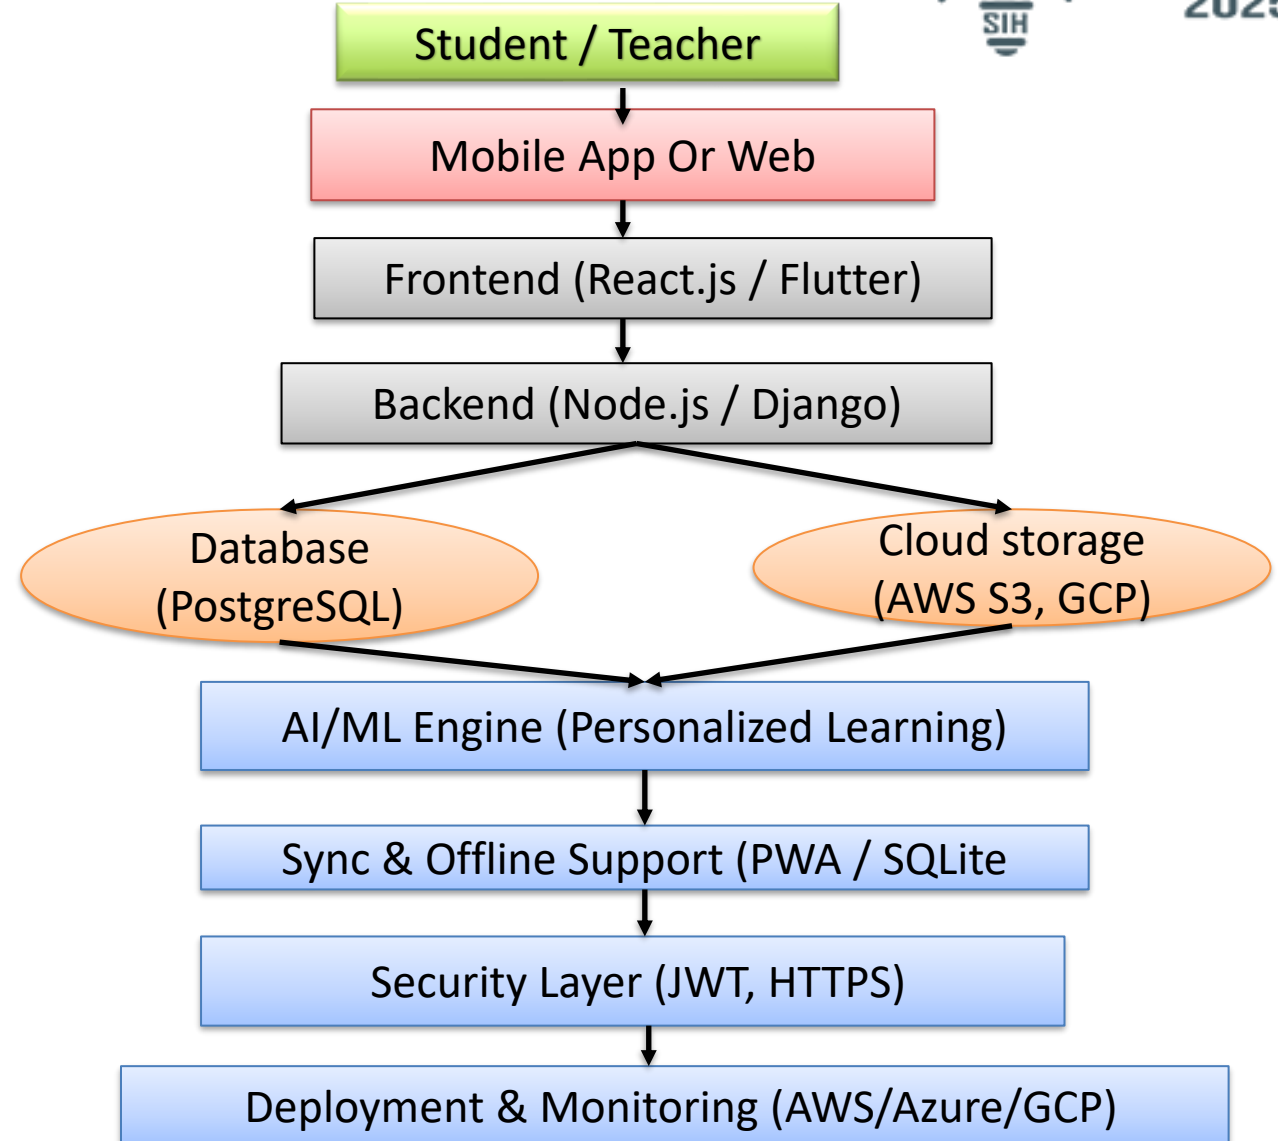 SIH
2025
Student / Teacher
Mobile App Or Web
Frontend (React.js / Flutter)
Backend (Node.js / Django)
Database
(PostgreSQL)
Cloud storage
(AWS S3, GCP)
AI/ML Engine (Personalized Learning)
Sync & Offline Support (PWA / SQLite
Security Layer (JWT, HTTPS)
Deployment & Monitoring (AWS/Azure/GCP)